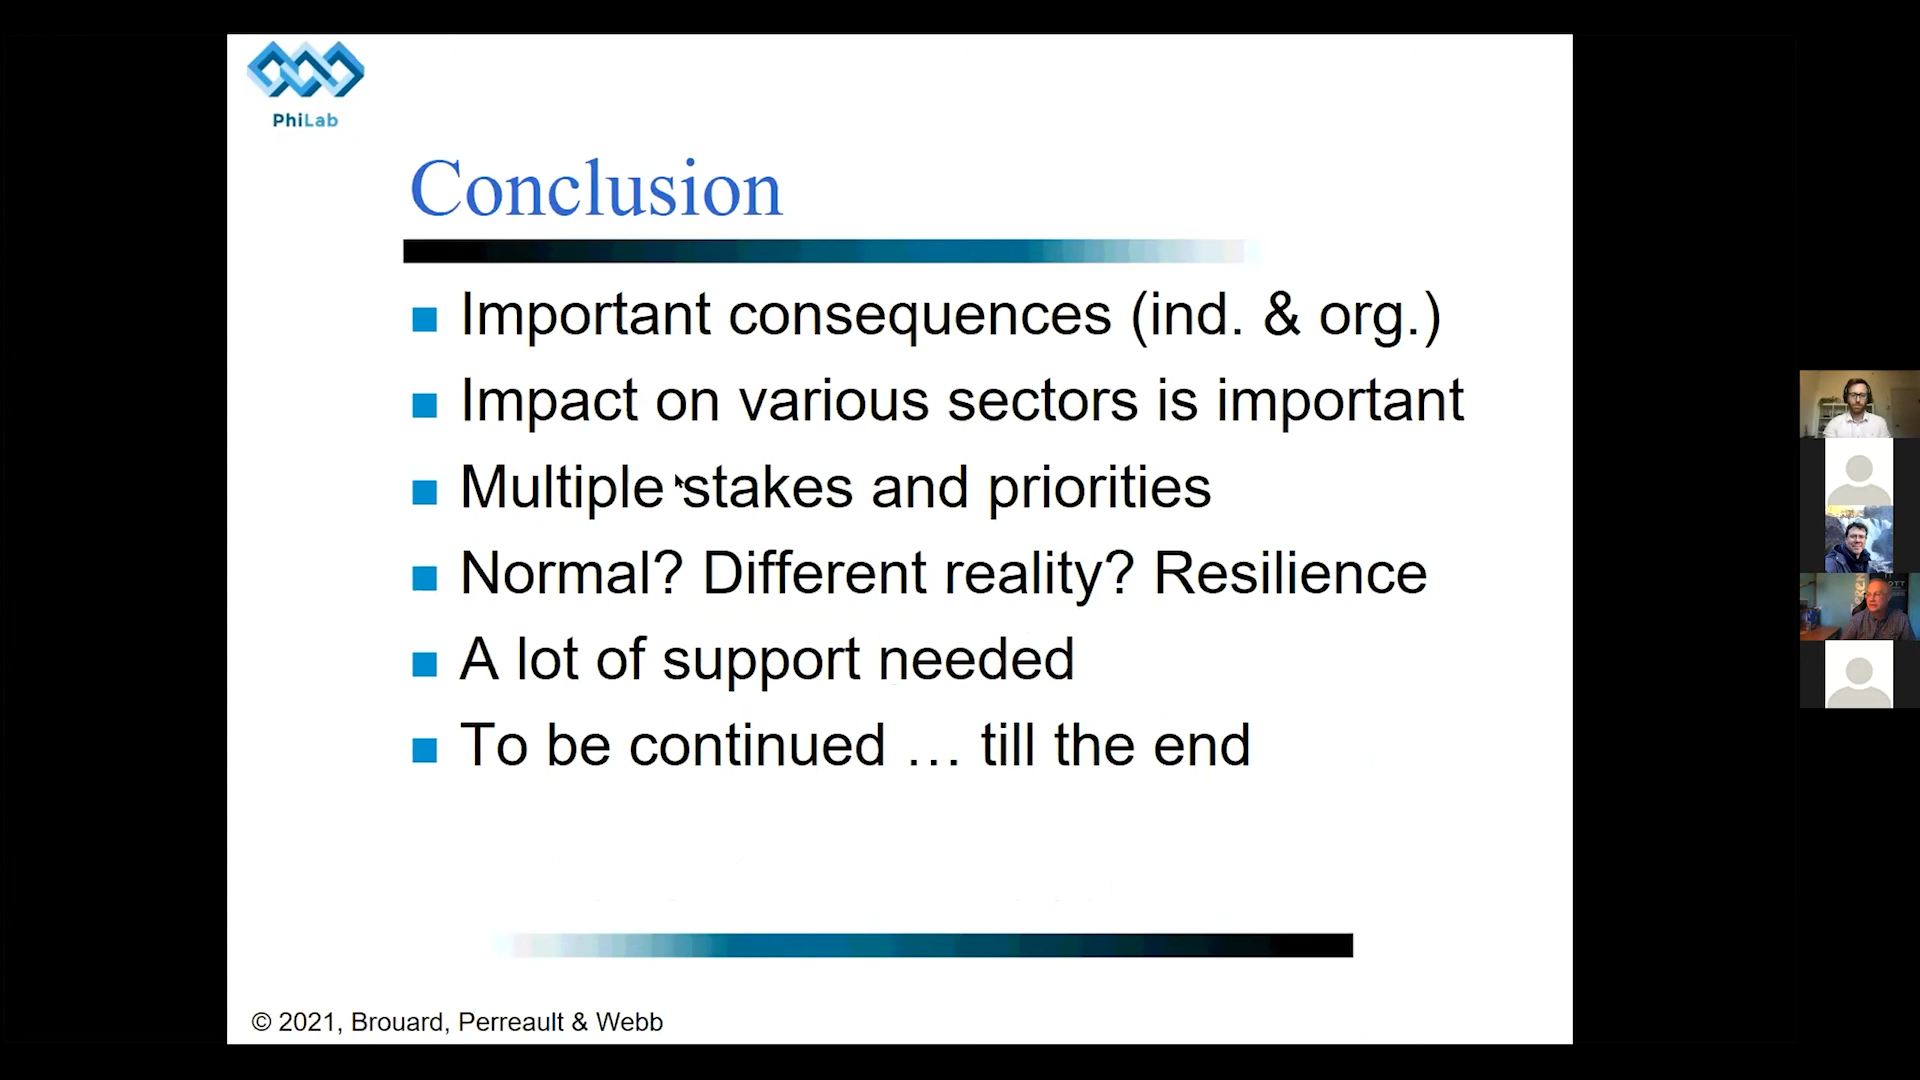 PhiLab
Conclusion
Important consequences (ind. & org.)
Impact on various sectors is important
Multiple stakes and priorities
Normal? Different reality? Resilience
A lot of support needed
To be continued … till the end
© 2021, Brouard, Perreault & Webb